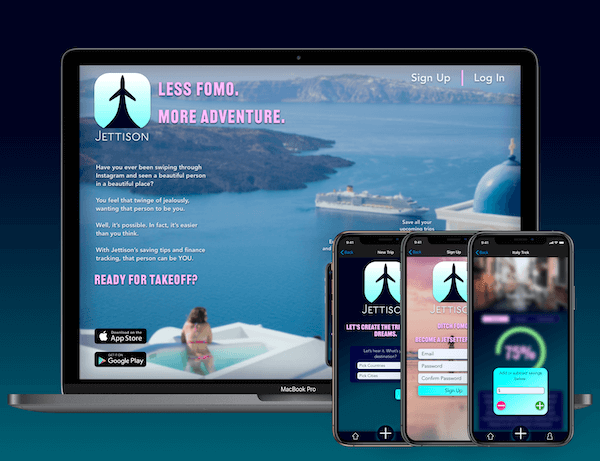 Sign Up
Log In
LESS FOMO.
MORE ADVENTURE.
JETTISON
Have you ever been swiping through
Instagram and seen a beautiful person
in a beautiful place?
You feel that twinge of jealously,
wanting that person to be you.
Well, it's possible. In fact, it's easier
than you think.
With Jettison's saving tips and finance
tracking, that person can be YOU.
READY FOR TAKEOFF?
Save all your
upcoming trips
Download on the
App Store
GET IT ON
Google Play
MacBook Pro
9:41
Back
New Trip
JETTISON
LET'S CREATE THE
DREAMS.
Let's hear it. What's
destination?
Pick Countries
Pick Cities
9:41
Back
Sign Up
JETTISON
DITCH FOMO
BECOME A JETSETTER
Email
Password
Confirm Password
Sign Up
9:41
Back
Italy Trek
75%
Add or subtract savings
below